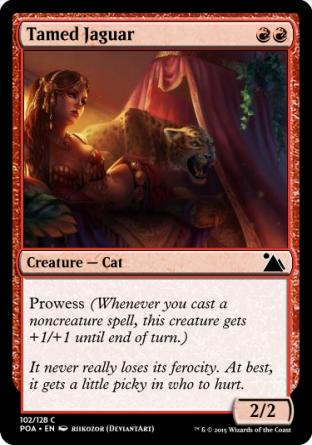 Tamed Jaguar
Creature — Cat
Prowess (Whenever you cast a
noncreature spell, this creature gets
+1/+1 until end of turn.)
It never really loses its ferocity. At best,
it gets a little picky in who to hurt.
2/2
102/128 C
POA • EN RIIKOZOR (DEVIANTART)
™ & © 2015 Wizards of the Coast